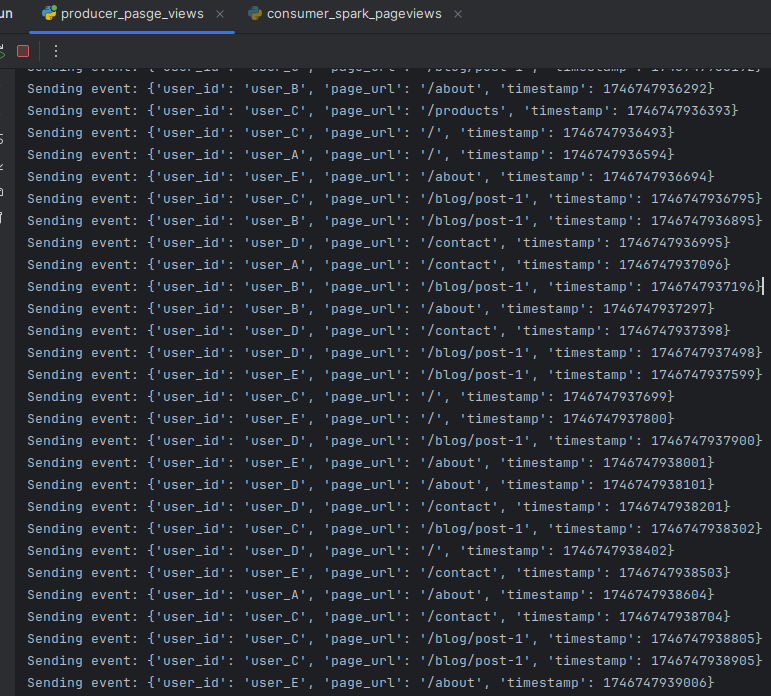 un producer_pasge_views consumer_spark_pageviews
Sending event: {'user_id': 'user_B', 'page_url': '/about', 'timestamp': 1746747936292}
Sending event: {'user_id': 'user_C', 'page_url': '/products', 'timestamp': 1746747936393}
Sending event: {'user_id': 'user_C', 'page_url': '/', 'timestamp': 1746747936493}
Sending event: {'user_id': 'user_A', 'page_url': '/', 'timestamp': 1746747936594}
Sending event: {'user_id': 'user_E', 'page_url': '/about', 'timestamp': 1746747936694}
Sending event: {'user_id': 'user_C', 'page_url': '/blog/post-1', 'timestamp': 1746747936795}
Sending event: {'user_id': 'user_B', 'page_url': '/blog/post-1', 'timestamp': 1746747936895}
Sending event: {'user_id': 'user_D', 'page_url': '/contact', 'timestamp': 1746747936995}
Sending event: {'user_id': 'user_A', 'page_url': '/contact', 'timestamp': 1746747937096}
Sending event: {'user_id': 'user_B', 'page_url': '/blog/post-1', 'timestamp': 1746747937196}
Sending event: {'user_id': 'user_B', 'page_url': '/about', 'timestamp': 1746747937297}
Sending event: {'user_id': 'user_D', 'page_url': '/contact', 'timestamp': 1746747937398}
Sending event: {'user_id': 'user_D', 'page_url': '/blog/post-1', 'timestamp': 1746747937498}
Sending event: {'user_id': 'user_E', 'page_url': '/blog/post-1', 'timestamp': 1746747937599}
Sending event: {'user_id': 'user_C', 'page_url': '/', 'timestamp': 1746747937699}
Sending event: {'user_id': 'user_E', 'page_url': '/', 'timestamp': 1746747937800}
Sending event: {'user_id': 'user_D', 'page_url': '/blog/post-1', 'timestamp': 1746747937900}
Sending event: {'user_id': 'user_E', 'page_url': '/about', 'timestamp': 1746747938001}
Sending event: {'user_id': 'user_D', 'page_url': '/about', 'timestamp': 1746747938101}
Sending event: {'user_id': 'user_D', 'page_url': '/contact', 'timestamp': 1746747938201}
Sending event: {'user_id': 'user_C', 'page_url': '/blog/post-1', 'timestamp': 1746747938302}
Sending event: {'user_id': 'user_D', 'page_url': '/', 'timestamp': 1746747938402}
Sending event: {'user_id': 'user_E', 'page_url': '/contact', 'timestamp': 1746747938503}
Sending event: {'user_id': 'user_A', 'page_url': '/about', 'timestamp': 1746747938604}
Sending event: {'user_id': 'user_C', 'page_url': '/contact', 'timestamp': 1746747938704}
Sending event: {'user_id': 'user_C', 'page_url': '/blog/post-1', 'timestamp': 1746747938805}
Sending event: {'user_id': 'user_C', 'page_url': '/blog/post-1', 'timestamp': 1746747938905}
Sending event: {'user_id': 'user_E', 'page_url': '/about', 'timestamp': 1746747939006}